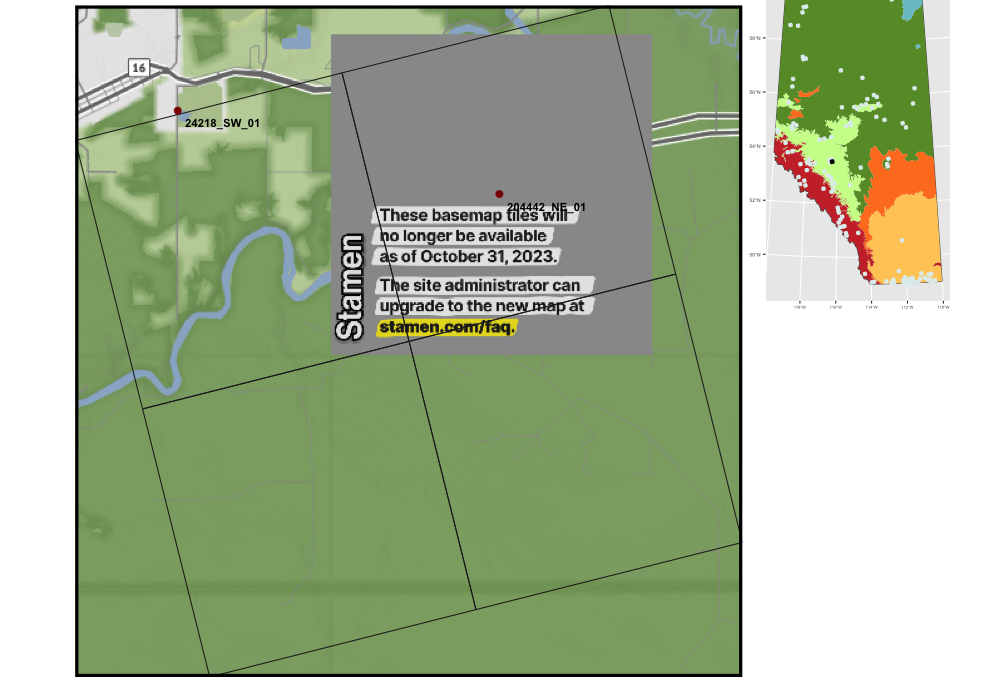 16
24218_SW_01
204442_NE_01
Stamen
These basemap tiles will
no longer be available
as of October 31, 2023.
The site administrator can
upgrade to the new map at
stamen.com/faq.
58°N
56°N
54°N
52°N
50°N
118°W
116°W
114°W
112°W
110°W